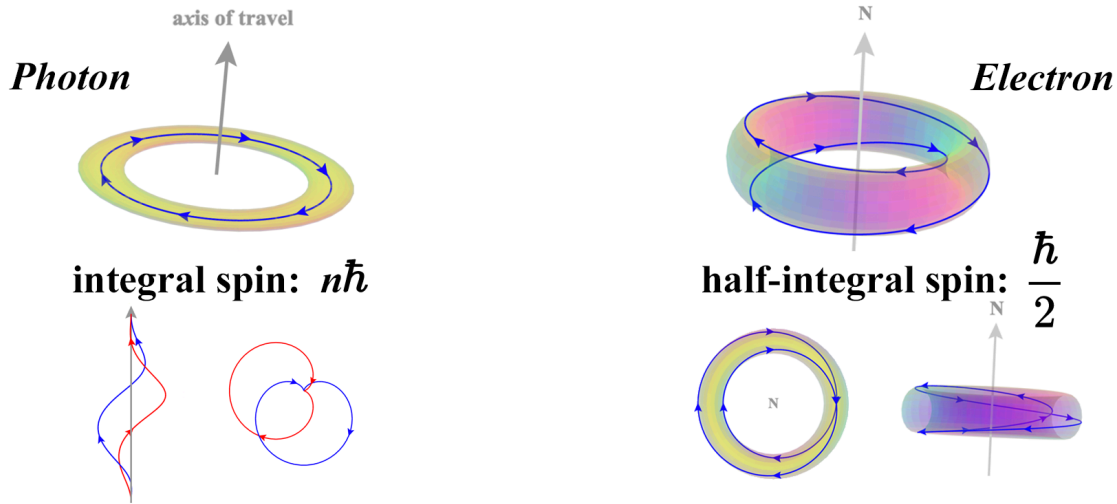 axis of travel
Photon
N
Electron
integral spin: nħ
half-integral spin: ħ/2
N
N